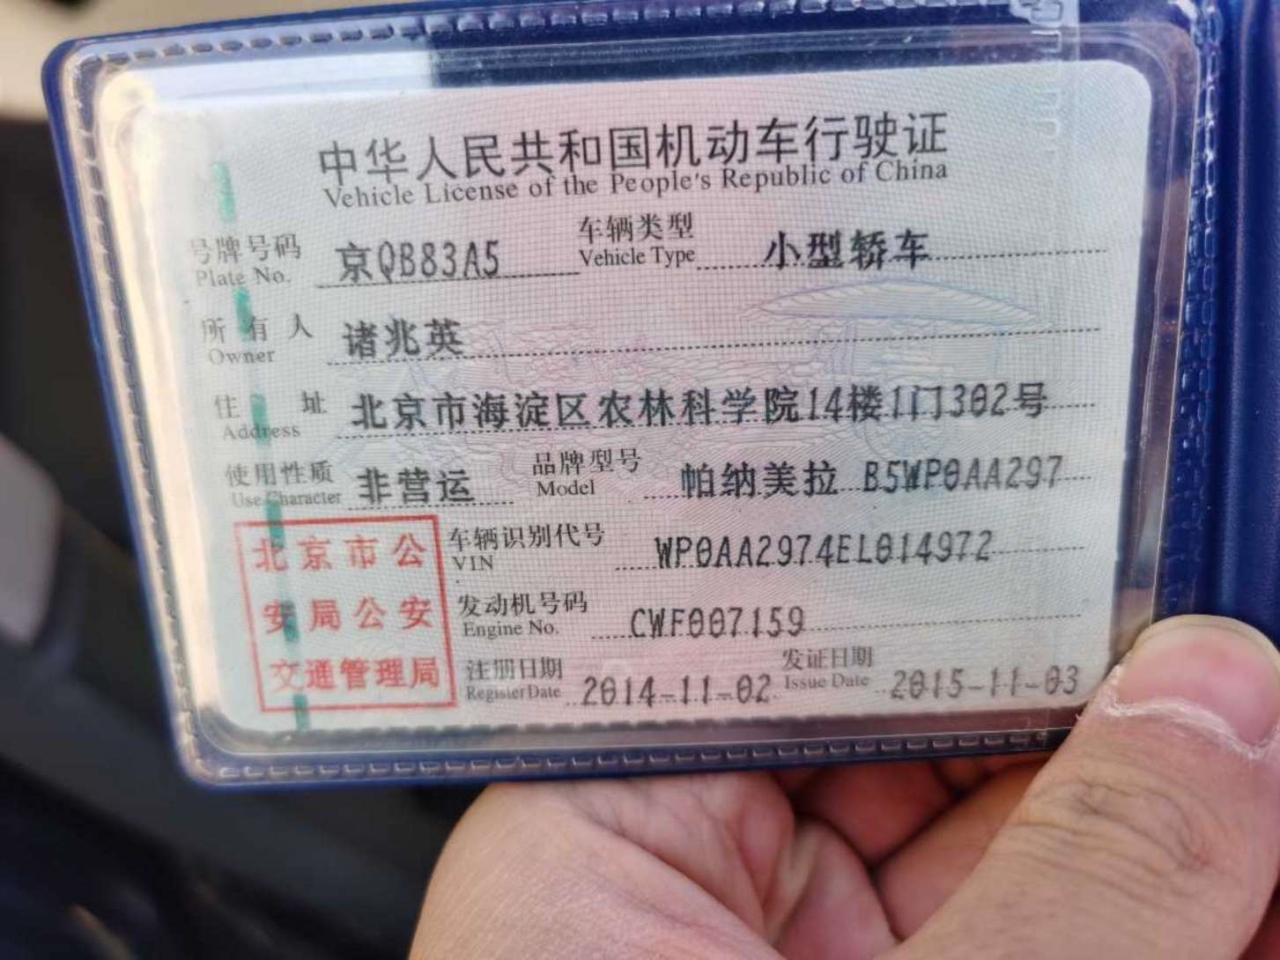 中华人民共和国机动车行驶证
Vehicle License of the People's Republic of China
号牌号码 京QB83A5 车辆类型 小型轿车
Plate No. Vehicle Type
所有人 诸兆英
Owner
住址 北京市海淀区农林科学院14楼1门302号
Address
使用性质 非营运 品牌型号 帕纳美拉 B5WP0AA297
Use Character Model
车辆识别代号 WP0AA2974EL014972
VIN
发动机号码 CWF007159
Engine No.
注册日期 2014-11-02 发证日期 2015-11-03
Register Date Issue Date
北京市公
安局公安
交通管理局